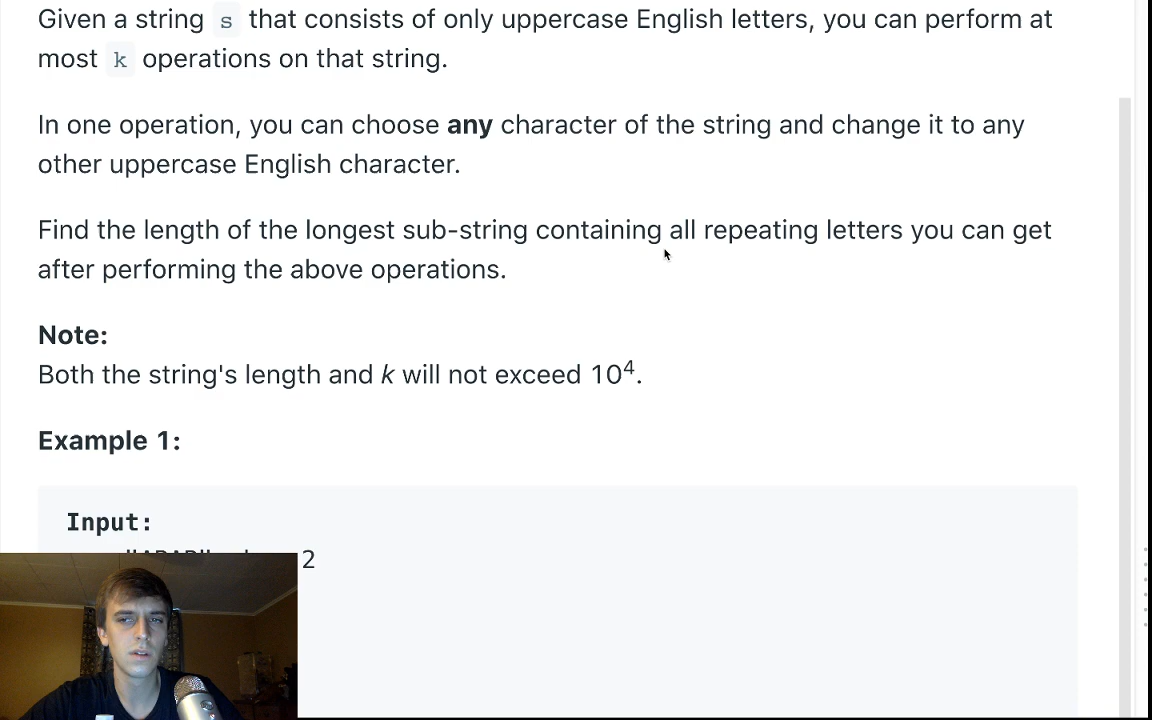 Given a string s that consists of only uppercase English letters, you can perform at
most k operations on that string.
In one operation, you can choose any character of the string and change it to any
other uppercase English character.
Find the length of the longest sub-string containing all repeating letters you can get
after performing the above operations.
Note:
Both the string's length and k will not exceed 10⁴.
Example 1:
Input:
2